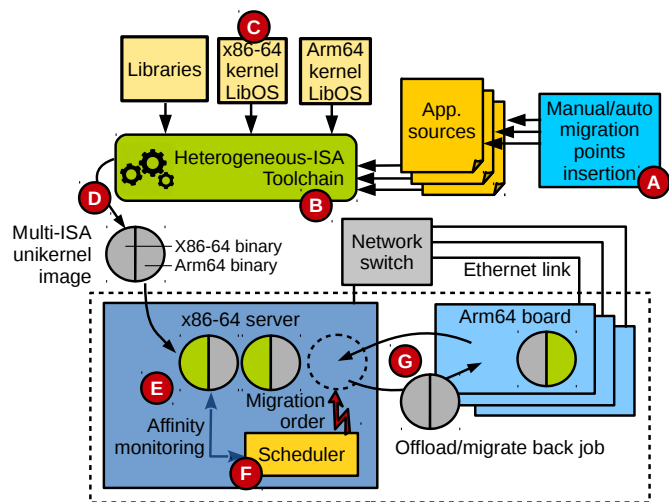 C
Libraries
x86-64
kernel
LibOS
Arm64
kernel
LibOS
App.
sources
Manual/auto
migration
points
insertion
A
Heterogeneous-ISA
Toolchain
B
D
Multi-ISA
unikernel
image
X86-64 binary
Arm64 binary
Network
switch
Ethernet link
x86-64 server
Arm64 board
E
G
Migration
order
Affinity
monitoring
Scheduler
F
Offload/migrate back job